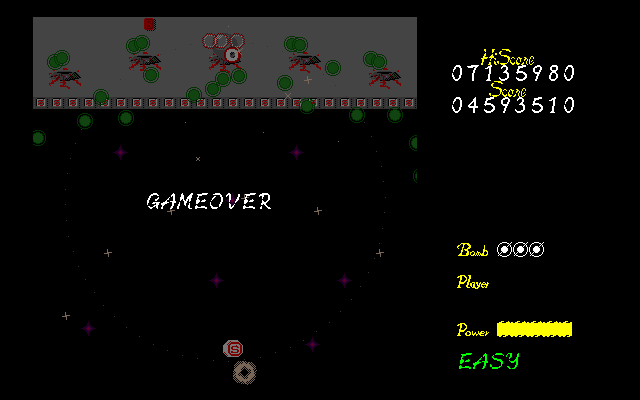 HiScore
07135980
Score
04593510
GAMEOVER
Bomb
Player
S
Power
EASY